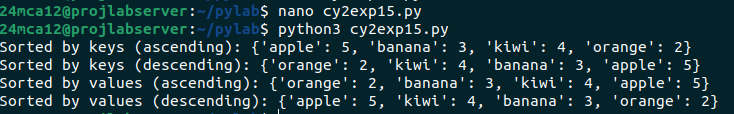 24mca12@projlabserver:~/pylab$ nano cy2exp15.py
24mca12@projlabserver:~/pylab$ python3 cy2exp15.py
Sorted by keys (ascending): {'apple': 5, 'banana': 3, 'kiwi': 4, 'orange': 2}
Sorted by keys (descending): {'orange': 2, 'kiwi': 4, 'banana': 3, 'apple': 5}
Sorted by values (ascending): {'orange': 2, 'banana': 3, 'kiwi': 4, 'apple': 5}
Sorted by values (descending): {'apple': 5, 'kiwi': 4, 'banana': 3, 'orange': 2}